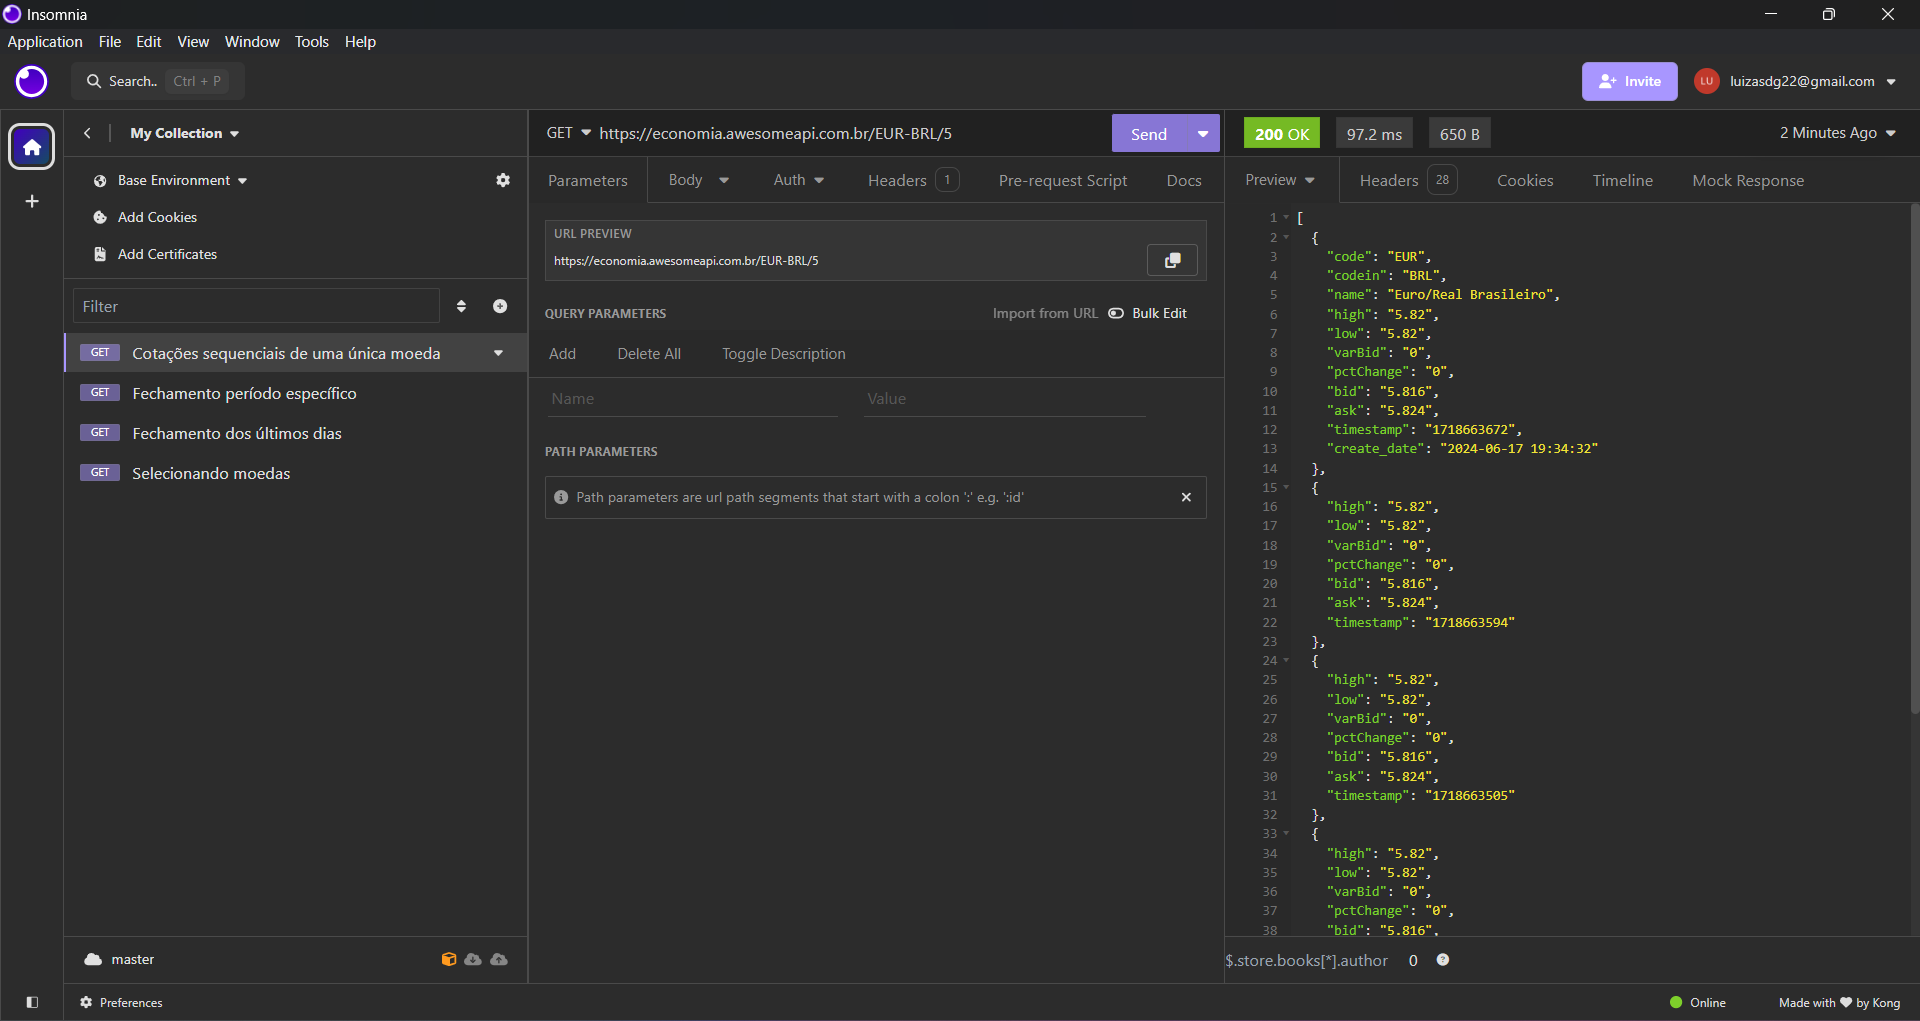 Insomnia
Application File Edit View Window Tools Help
Search.. Ctrl + P
Invite
LU luizasdg22@gmail.com
My Collection
Base Environment
Add Cookies
Add Certificates
Filter
GET Cotações sequenciais de uma única moeda
GET Fechamento período específico
GET Fechamento dos últimos dias
GET Selecionando moedas
master
Preferences
GET https://economia.awesomeapi.com.br/EUR-BRL/5
Send
Parameters Body Auth Headers 1 Pre-request Script Docs
URL PREVIEW
https://economia.awesomeapi.com.br/EUR-BRL/5
QUERY PARAMETERS Import from URL Bulk Edit
Add Delete All Toggle Description
Name Value
PATH PARAMETERS
Path parameters are url path segments that start with a colon ':' e.g. ':id'
200 OK 97.2 ms 650 B 2 Minutes Ago
Preview Headers 28 Cookies Timeline Mock Response
1 [
2 {
3 "code": "EUR",
4 "codein": "BRL",
5 "name": "Euro/Real Brasileiro",
6 "high": "5.82",
7 "low": "5.82",
8 "varBid": "0",
9 "pctChange": "0",
10 "bid": "5.816",
11 "ask": "5.824",
12 "timestamp": "1718663672",
13 "create_date": "2024-06-17 19:34:32"
14 },
15 {
16 "high": "5.82",
17 "low": "5.82",
18 "varBid": "0",
19 "pctChange": "0",
20 "bid": "5.816",
21 "ask": "5.824",
22 "timestamp": "1718663594"
23 },
24 {
25 "high": "5.82",
26 "low": "5.82",
27 "varBid": "0",
28 "pctChange": "0",
29 "bid": "5.816",
30 "ask": "5.824",
31 "timestamp": "1718663505"
32 },
33 {
34 "high": "5.82",
35 "low": "5.82",
36 "varBid": "0",
37 "pctChange": "0",
38 "bid": "5.816",
$.store.books[*].author 0
Online Made with by Kong